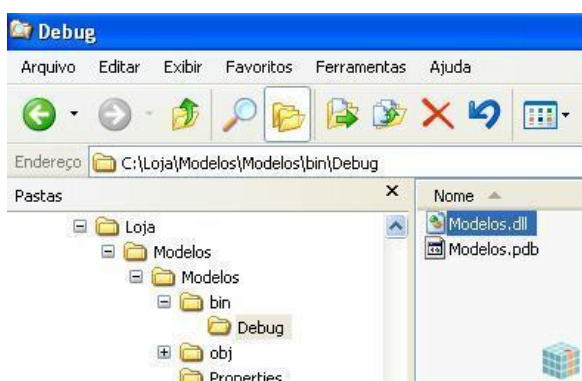 Debug
Arquivo Editar Exibir Favoritos Ferramentas Ajuda
Endereço C:\Loja\Modelos\Modelos\bin\Debug
Pastas x Nome
Loja
Modelos
Modelos
bin
Debug
obj
Properties
Modelos.dll
Modelos.pdb